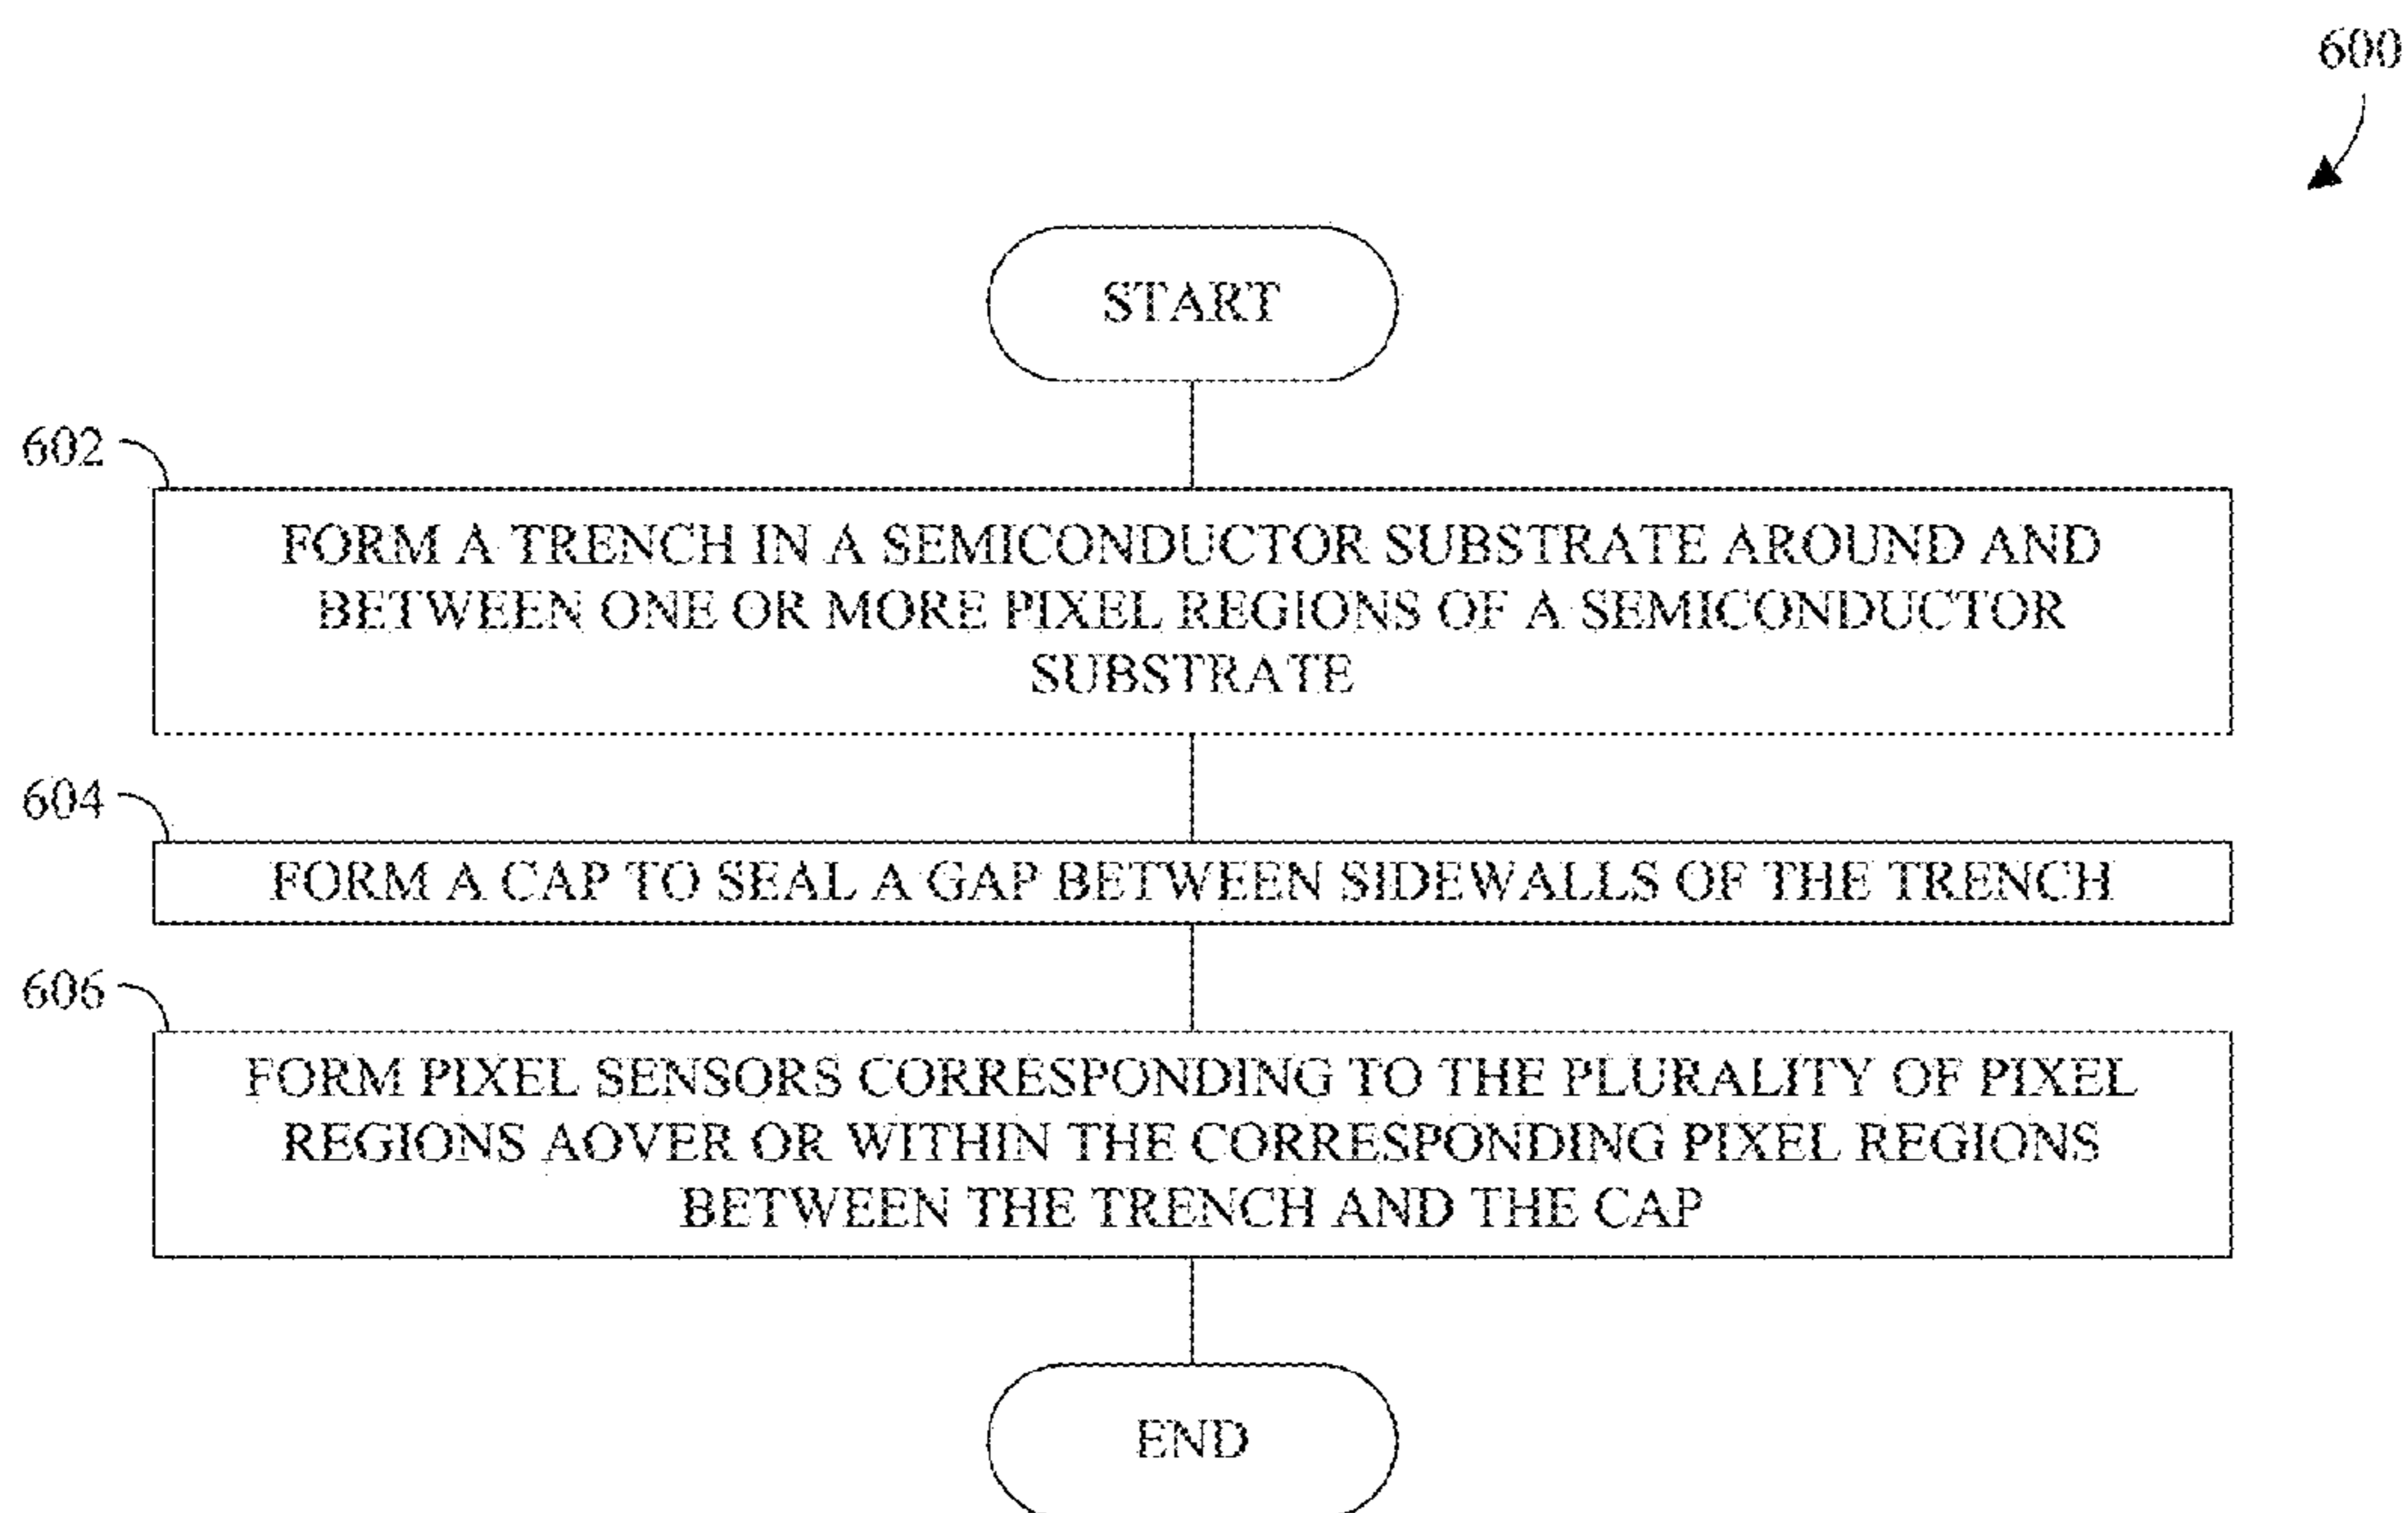 600
START
602
FORM A TRENCH IN A SEMICONDUCTOR SUBSTRATE AROUND AND
BETWEEN ONE OR MORE PIXEL REGIONS OF A SEMICONDUCTOR
SUBSTRATE
604
FORM A CAP TO SEAL A GAP BETWEEN SIDEWALLS OF THE TRENCH
606
FORM PIXEL SENSORS CORRESPONDING TO THE PLURALITY OF PIXEL
REGIONS AOVER OR WITHIN THE CORRESPONDING PIXEL REGIONS
BETWEEN THE TRENCH AND THE CAP
END